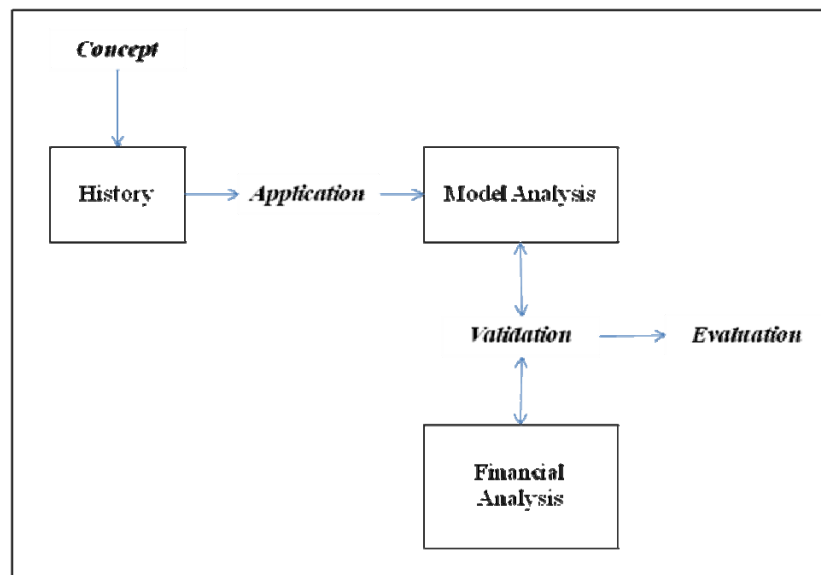 Concept
History
Application
Model Analysis
Validation
Evaluation
Financial
Analysis